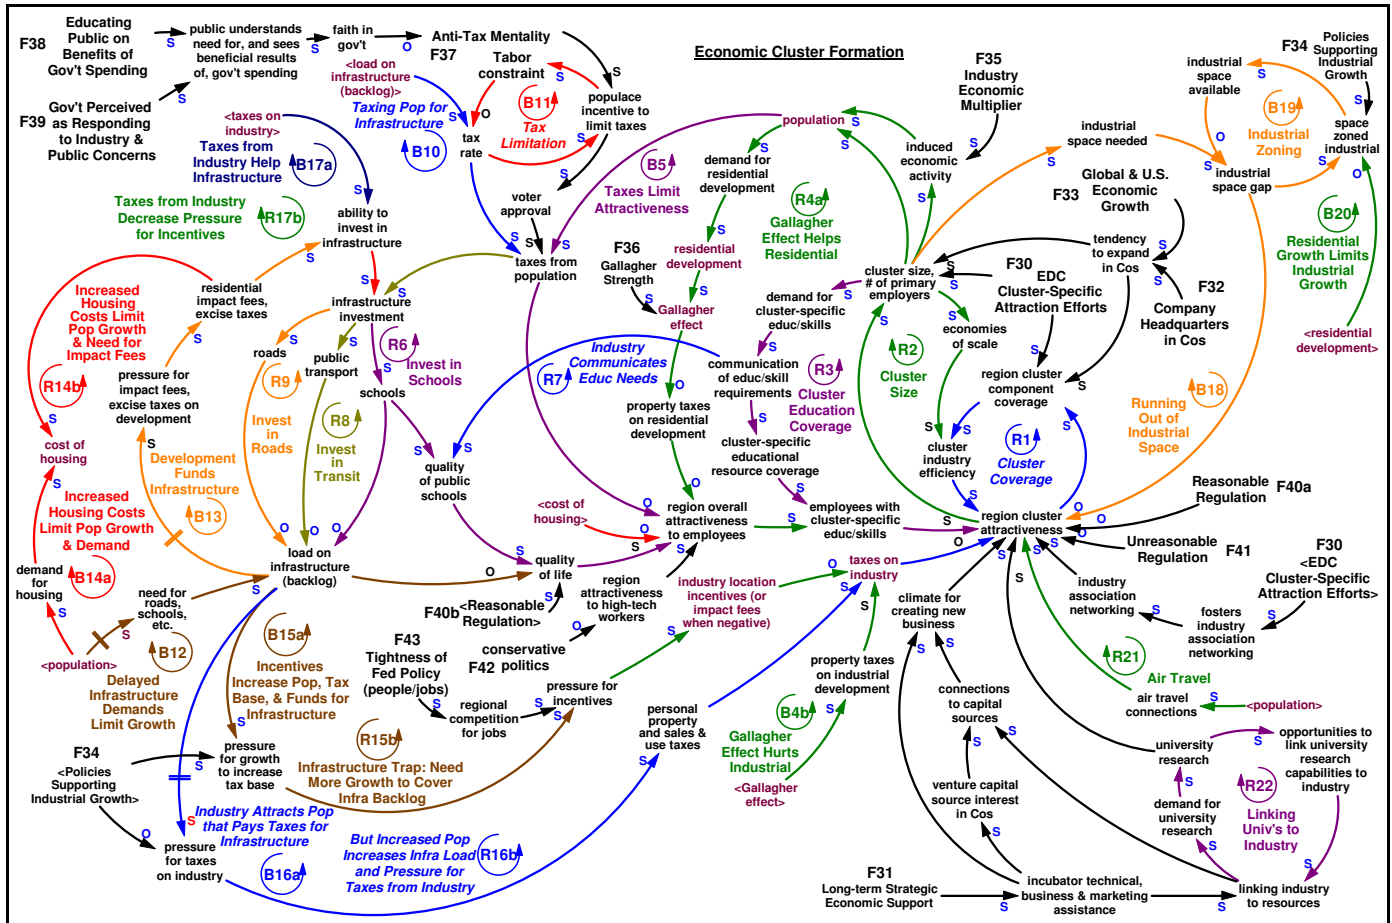 Economic Cluster Formation
F38
Educating
Public on
Benefits of
Gov't Spending
S
public understands
need for, and sees
beneficial results
of, gov't spending
S
faith in
gov't
O
Anti-Tax Mentality
F37
S
F39
Gov't Perceived
as Responding
to Industry &
Public Concerns
S
<load on
infrastructure
(backlog)>
Tabor
constraint
S
O
B11
Tax
Limitation
populace
incentive to
limit taxes
S
Taxing Pop for
Infrastructure
B10
S
tax
rate
S
S
<taxes on
industry>
Taxes from
Industry Help
Infrastructure
B17a
S
Taxes from Industry
Decrease Pressure
for Incentives
R17b
ability to
invest in
infrastructure
S
S
voter
approval
S
S
taxes from
population
B5
Taxes Limit
Attractiveness
S
population
S
S
S
demand for
residential
development
S
R4a
Gallagher
Effect Helps
Residential
residential
development
S
F36
Gallagher
Strength
S
Gallagher
effect
O
induced
economic
activity
S
S
F35
Industry
Economic
Multiplier
industrial
space needed
S
S
industrial
space
available
S
O
F34
Policies
Supporting
Industrial
Growth
S
B19
Industrial
Zoning
space
zoned
industrial
S
O
industrial
space gap
B20
Residential
Growth Limits
Industrial
Growth
<residential
development>
Global & U.S.
Economic
Growth
F33
S
tendency
to expand
in Cos
S
S
S
F32
Company
Headquarters
in Cos
F30
EDC
Cluster-Specific
Attraction Efforts
S
S
cluster size,
# of primary
employers
S
S
S
economies
of scale
S
R2
Cluster
Size
cluster
industry
efficiency
S
region cluster
component
coverage
S
S
R1
Cluster
Coverage
B18
Running
Out of
Industrial
Space
O
Increased
Housing
Costs Limit
Pop Growth
& Need for
Impact Fees
R14b
S
residential
impact fees,
excise taxes
S
S
pressure for
impact fees,
excise taxes on
development
S
infrastructure
investment
S
S
S
roads
R9
Invest
in
Roads
public
transport
R8
Invest
in
Transit
R6
Invest in
Schools
schools
S
S
quality
of public
schools
S
R7
Industry
Communicates
Educ Needs
demand for
cluster-specific
educ/skills
S
communication
of educ/skill
requirements
S
R3
Cluster
Education
Coverage
cluster-specific
educational
resource coverage
S
property taxes
on residential
development
O
cost of
housing
S
Development
Funds
Infrastructure
B13
Increased
Housing Costs
Limit Pop Growth
& Demand
B14a
demand
for
housing
S
<population>
S
need for
roads,
schools,
etc.
S
B12
Delayed
Infrastructure
Demands
Limit Growth
O
O
O
load on
infrastructure
(backlog)
O
<cost of
housing>
O
O
S
S
region overall
attractiveness
to employees
S
employees with
cluster-specific
educ/skills
S
O
region cluster
attractiveness
O
O
S
S
S
S
Reasonable
Regulation
F40a
Unreasonable
Regulation
F41
F30
<EDC
Cluster-Specific
Attraction Efforts>
S
fosters
industry
association
networking
S
industry
association
networking
quality
of life
S
F40b
<Reasonable
Regulation>
region
attractiveness
to high-tech
workers
O
F42
conservative
politics
F43
Tightness of
Fed Policy
(people/jobs)
S
regional
competition
for jobs
S
S
pressure for
incentives
S
industry location
incentives (or
impact fees
when negative)
O
taxes on
industry
S
S
climate for
creating new
business
S
S
property taxes
on industrial
development
S
B4b
Gallagher
Effect Hurts
Industrial
<Gallagher
effect>
personal
property
and sales &
use taxes
S
S
B15a
Incentives
Increase Pop, Tax
Base, & Funds for
Infrastructure
S
R15b
Infrastructure Trap: Need
More Growth to Cover
Infra Backlog
F34
<Policies
Supporting
Industrial Growth>
S
pressure
for growth
to increase
tax base
O
S
pressure
for taxes
on industry
Industry Attracts Pop
that Pays Taxes for
Infrastructure
B16a
But Increased Pop
Increases Infra Load
and Pressure for
Taxes from Industry
R16b
connections
to capital
sources
S
S
venture capital
source interest
in Cos
S
R21
Air Travel
air travel
connections
S
<population>
university
research
S
S
opportunities to
link university
research
capabilities to
industry
S
R22
Linking
Univ's to
Industry
demand for
university
research
S
F31
Long-term Strategic
Economic Support
S
incubator technical,
business & marketing
assistance
S
linking industry
to resources